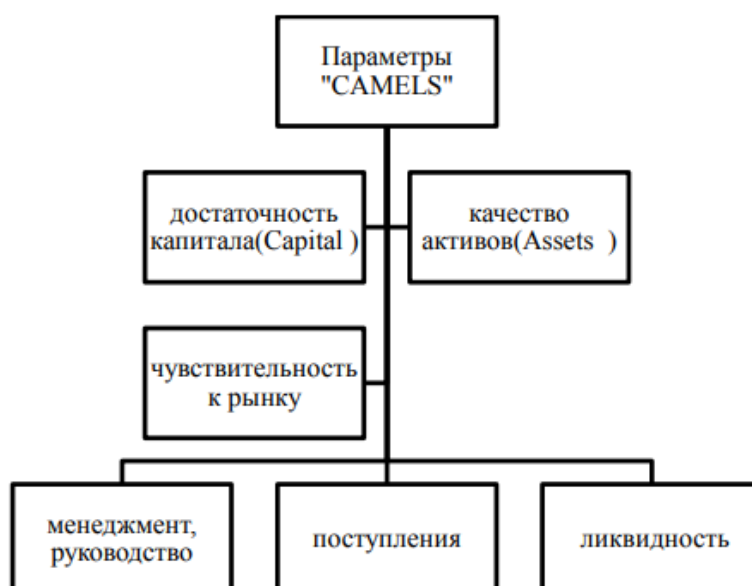 Параметры
"CAMELS"
достаточность
капитала(Capital )
качество
активов(Assets  )
чувствительность
к рынку
менеджмент,
руководство
поступления
ликвидность